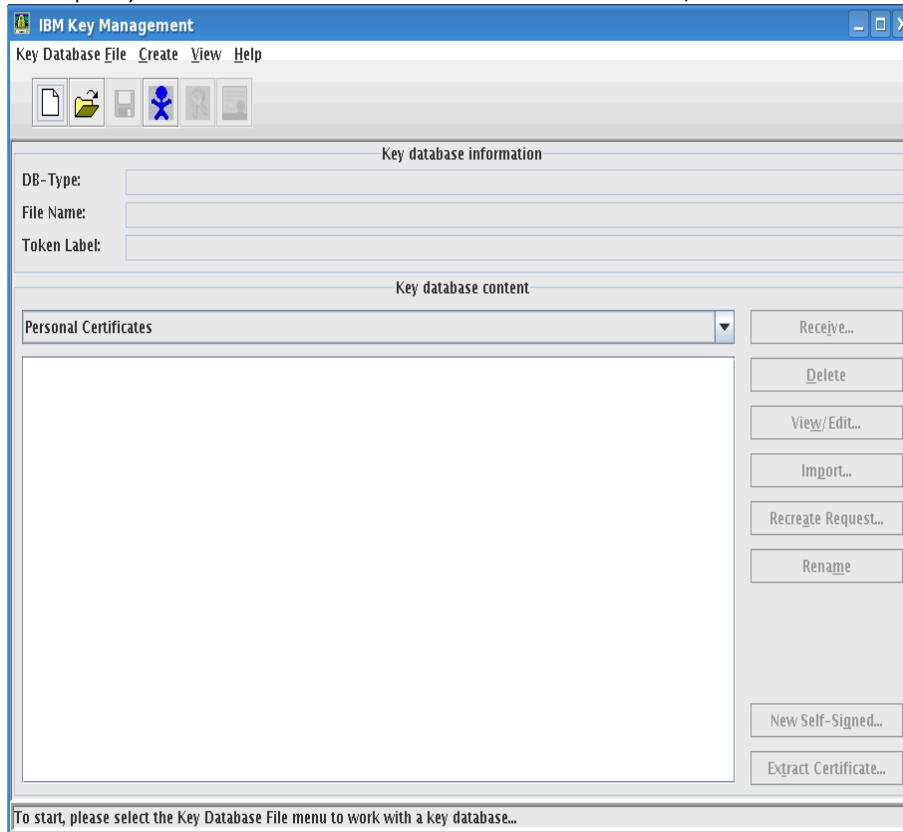 IBM Key Management
Key Database File Create View Help
Key database information
DB-Type:
File Name:
Token Label:
Key database content
Personal Certificates
Receive...
Delete
View/Edit...
Import...
Recreate Request...
Rename
New Self-Signed...
Extract Certificate...
To start, please select the Key Database File menu to work with a key database...